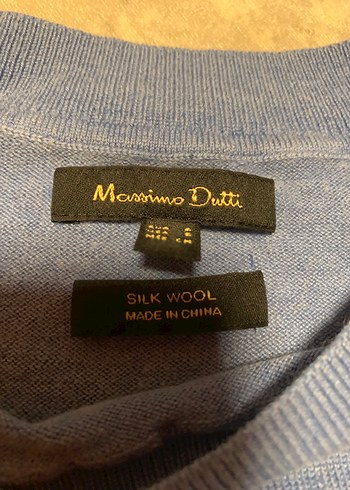 Massimo Dutti
SILK WOOL
MADE IN CHINA